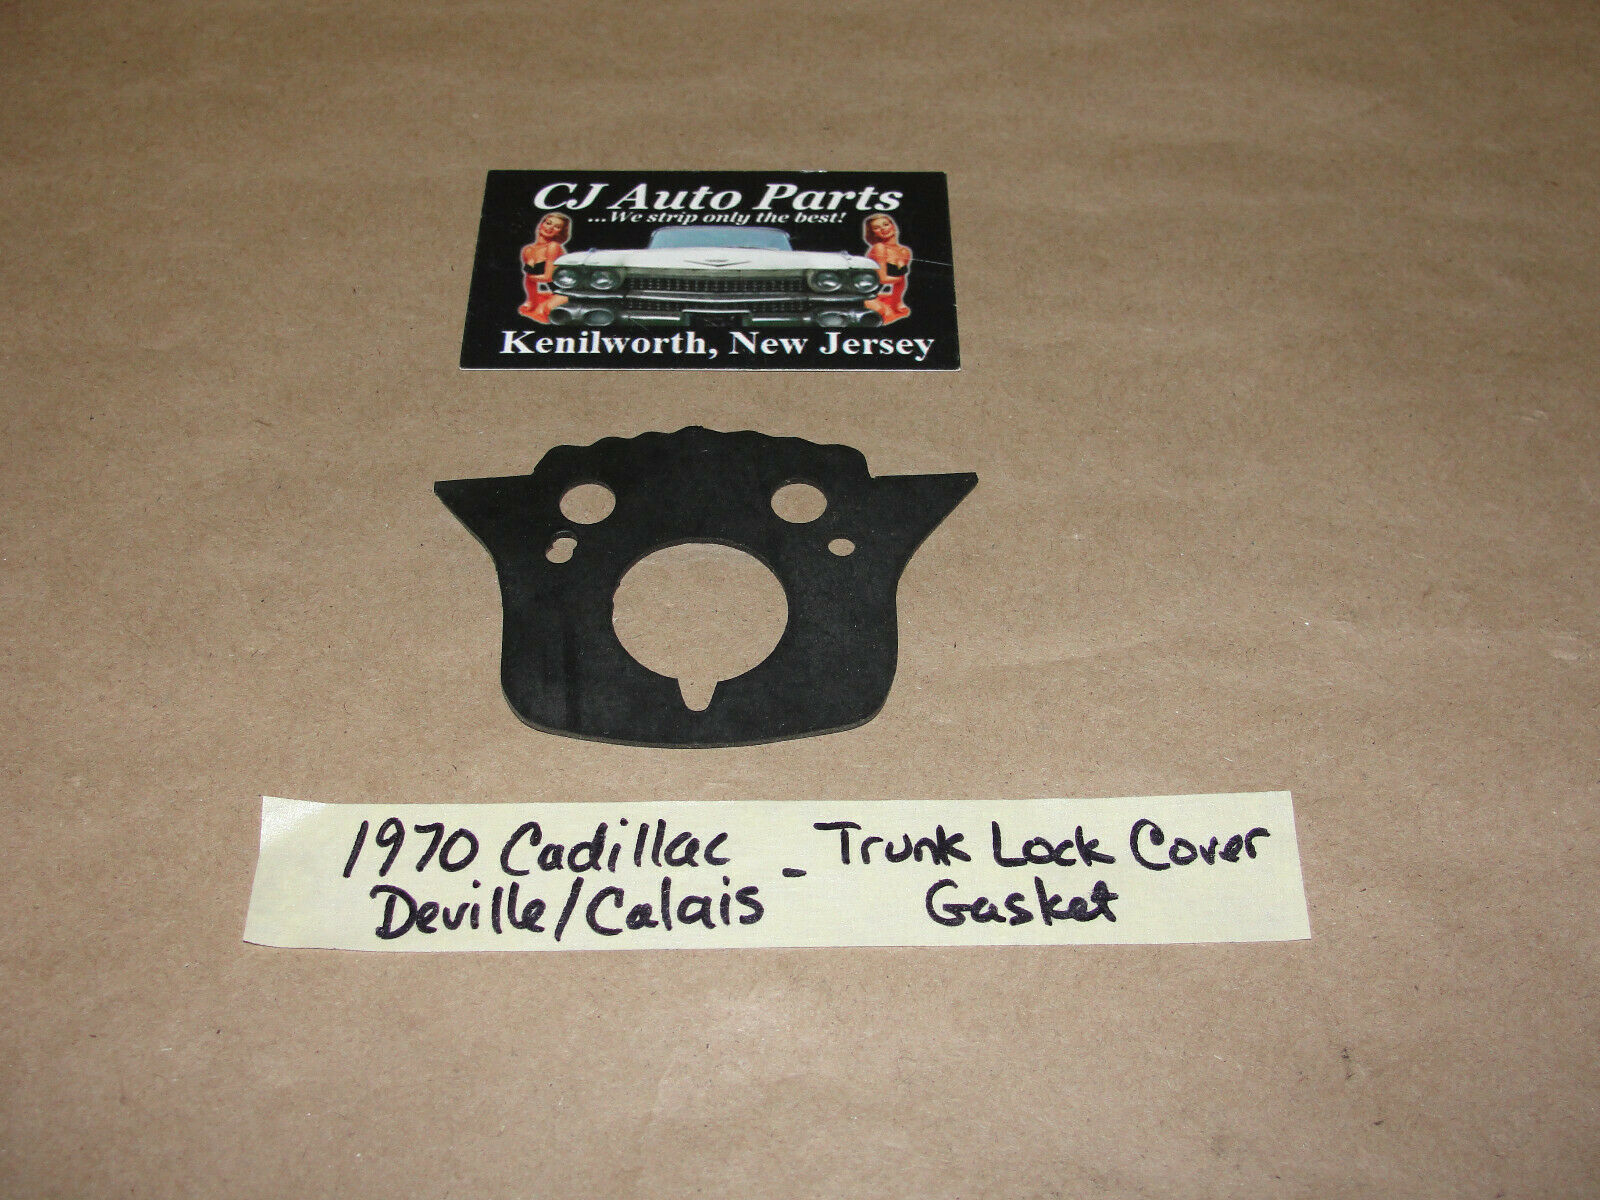 CJ Auto Parts
...We strip only the best!
Kenilworth, New Jersey
1970 Cadillac - Trunk Lock Cover
Deville/Calais Gasket